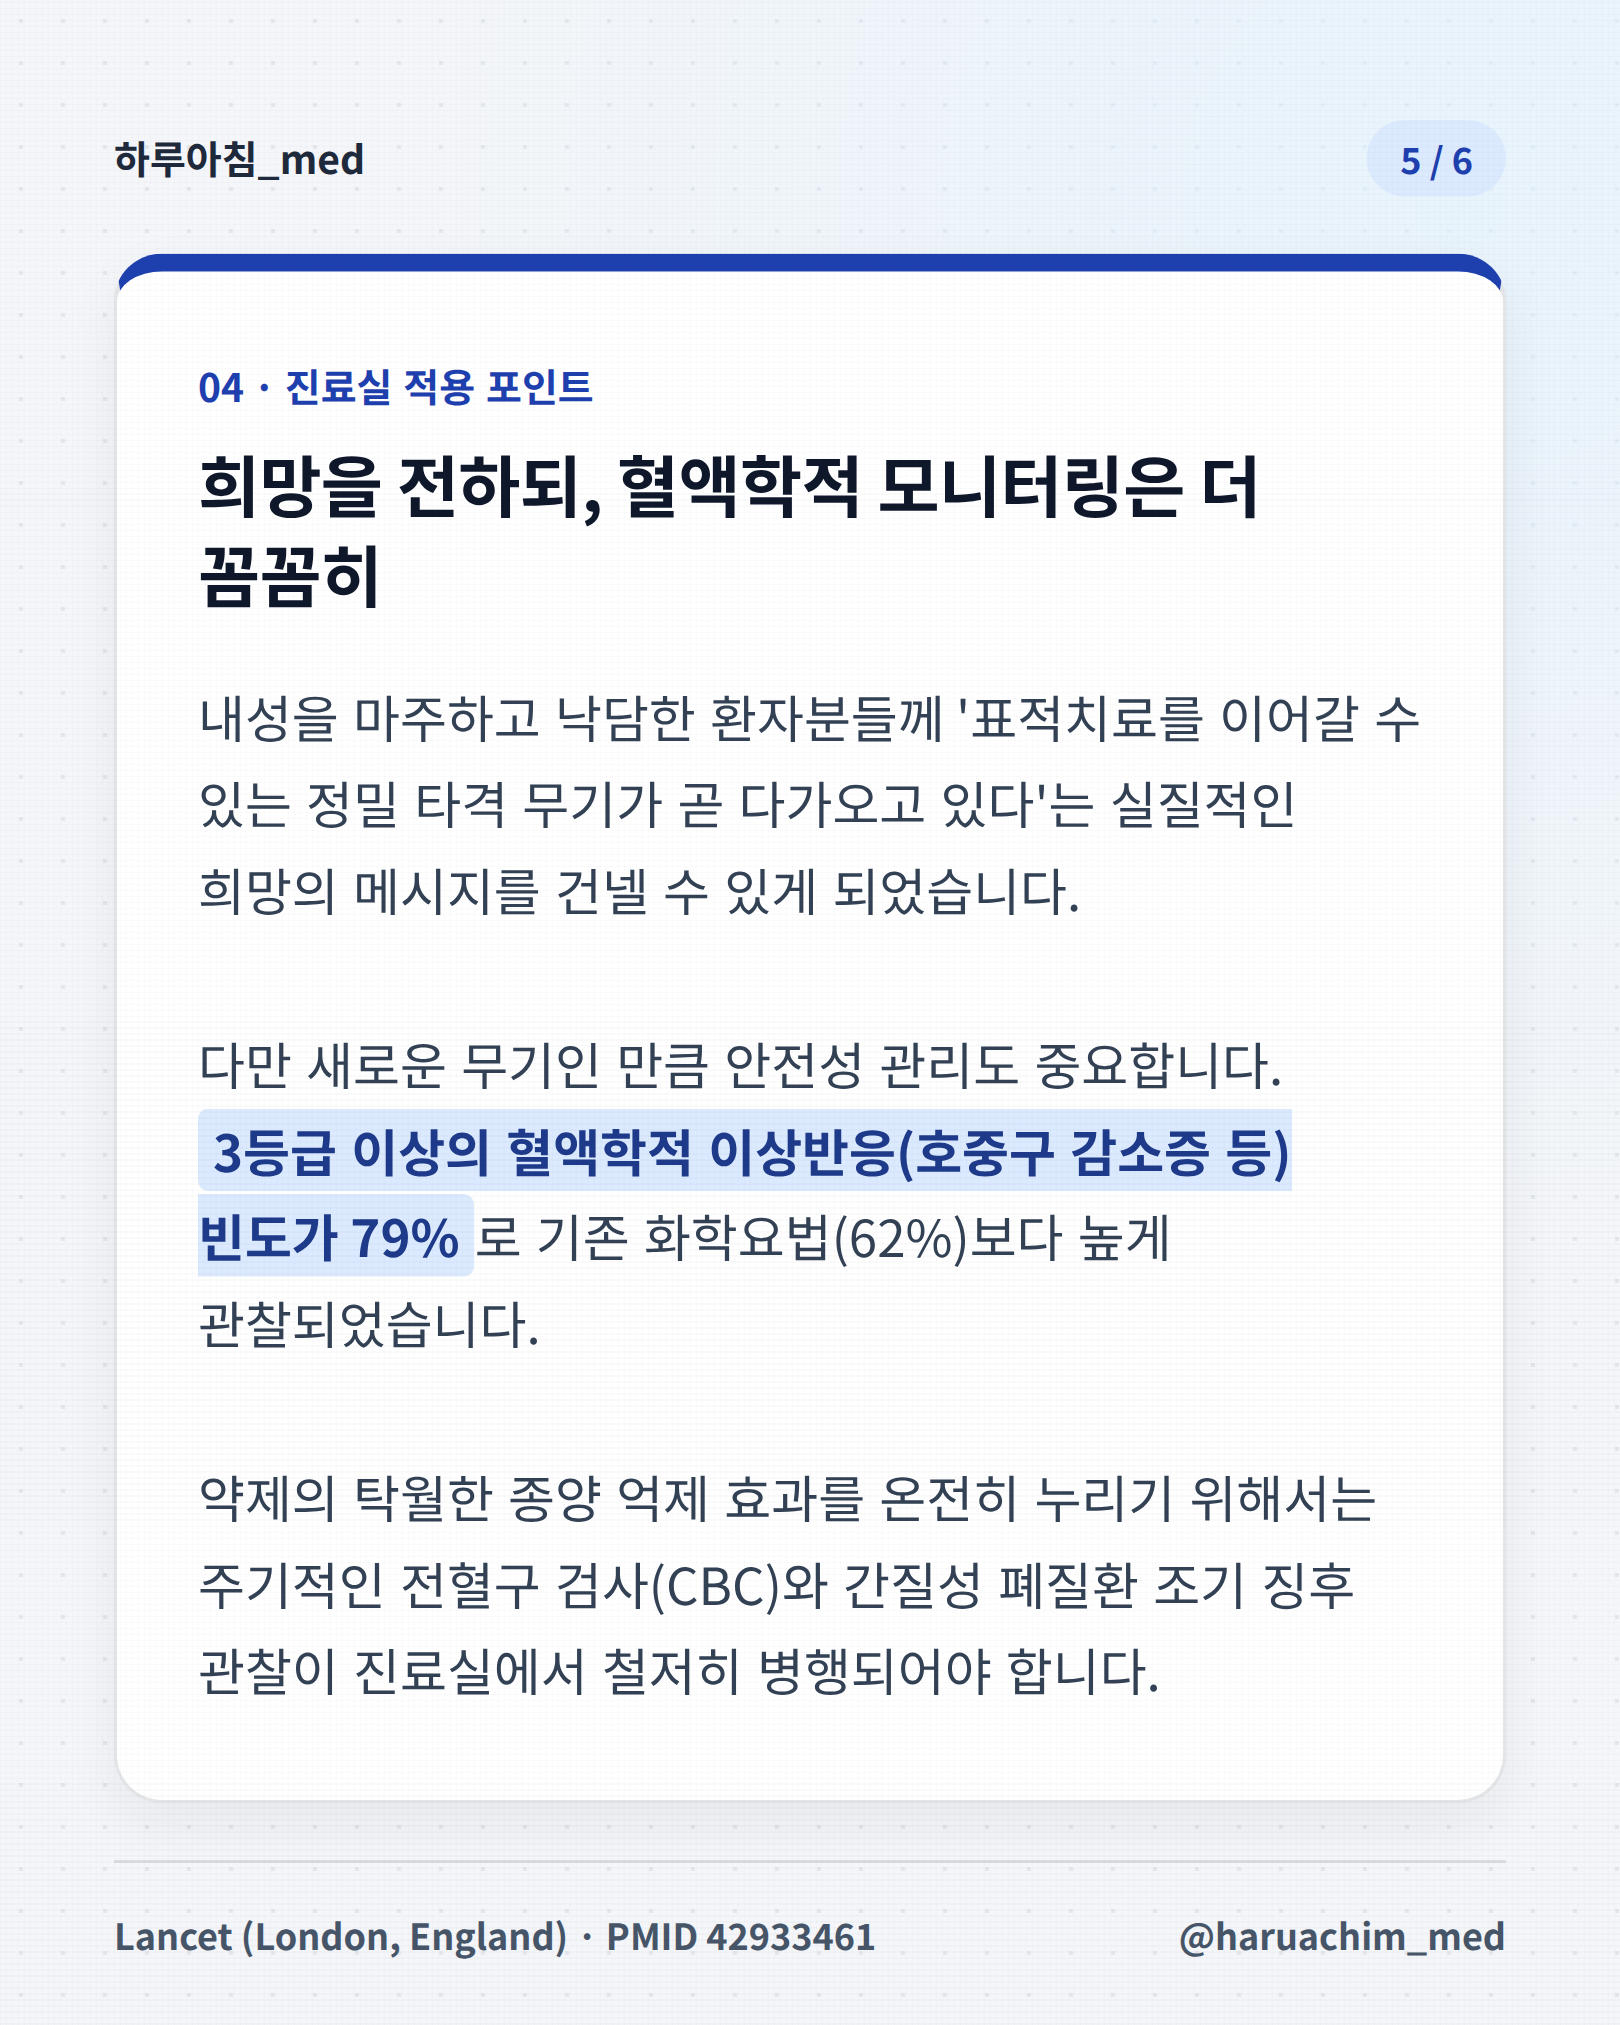 하루아침_med
5 / 6
04 · 진료실 적용 포인트
희망을 전하되, 혈액학적 모니터링은 더
꼼꼼히
내성을 마주하고 낙담한 환자분들께 '표적치료를 이어갈 수
있는 정밀 타격 무기가 곧 다가오고 있다'는 실질적인
희망의 메시지를 건넬 수 있게 되었습니다.
다만 새로운 무기인 만큼 안전성 관리도 중요합니다.
3등급 이상의 혈액학적 이상반응(호중구 감소증 등)
빈도가 79%로 기존 화학요법(62%)보다 높게
관찰되었습니다.
약제의 탁월한 종양 억제 효과를 온전히 누리기 위해서는
주기적인 전혈구 검사(CBC)와 간질성 폐질환 조기 징후
관찰이 진료실에서 철저히 병행되어야 합니다.
Lancet (London, England) · PMID 42933461
@haruachim_med